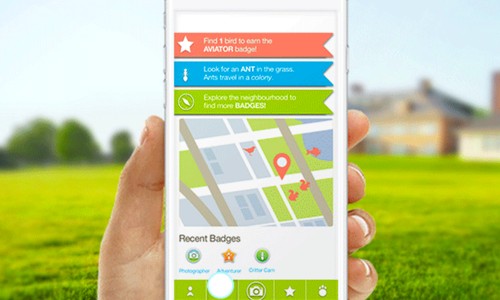 Find 1 bird to earn the
AVIATOR badge!
Look for an ANT in the grass.
Ants travel in a colony.
Explore the neighbourhood to
find more BADGES!
Recent Badges
Photographer Adventurer Critter Cam